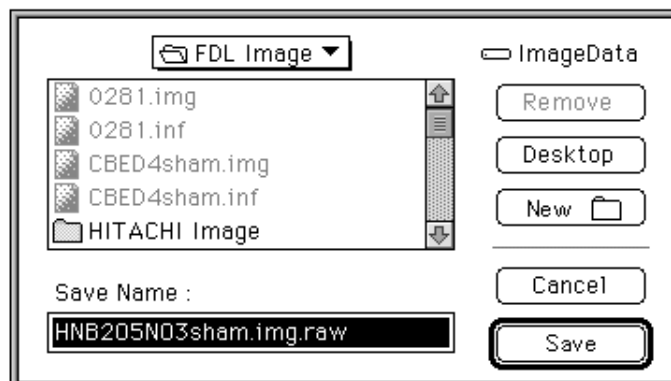 FDL Image
ImageData
0281.img
0281.inf
CBED4sham.img
CBED4sham.inf
HITACHI Image
Remove
Desktop
New
Save Name :
HNB205N03sham.img.raw
Cancel
Save